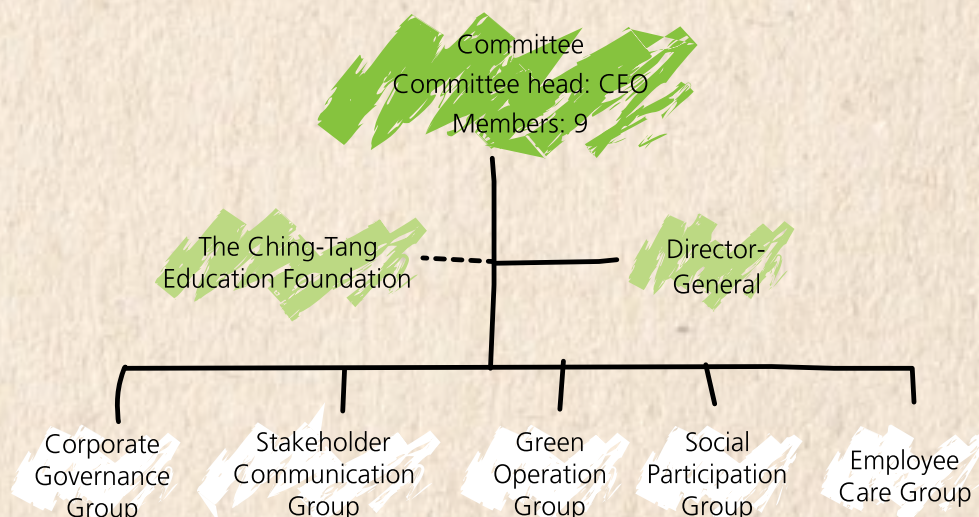 Committee
Committee head: CEO
Members: 9
The Ching-Tang
Education Foundation
Director-
General
Corporate
Governance
Group
Stakeholder
Communication
Group
Green
Operation
Group
Social
Participation
Group
Employee
Care Group